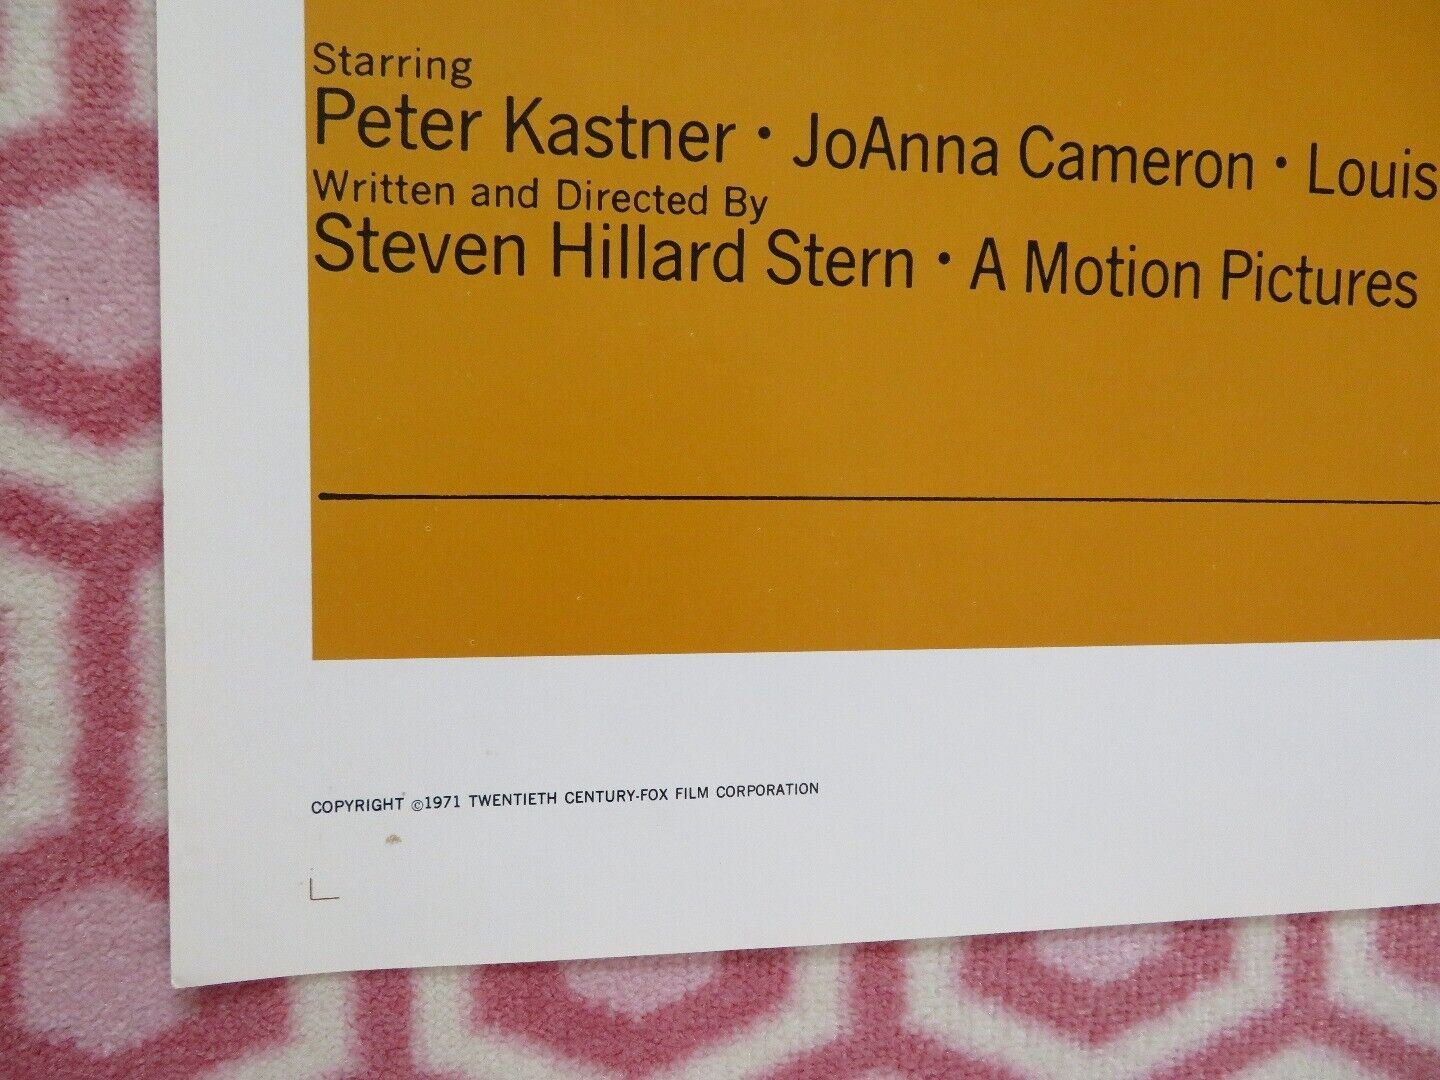 Starring
Peter Kastner • JoAnna Cameron • Louis
Written and Directed By
Steven Hillard Stern • A Motion Pictures
COPYRIGHT ©1971 TWENTIETH CENTURY-FOX FILM CORPORATION